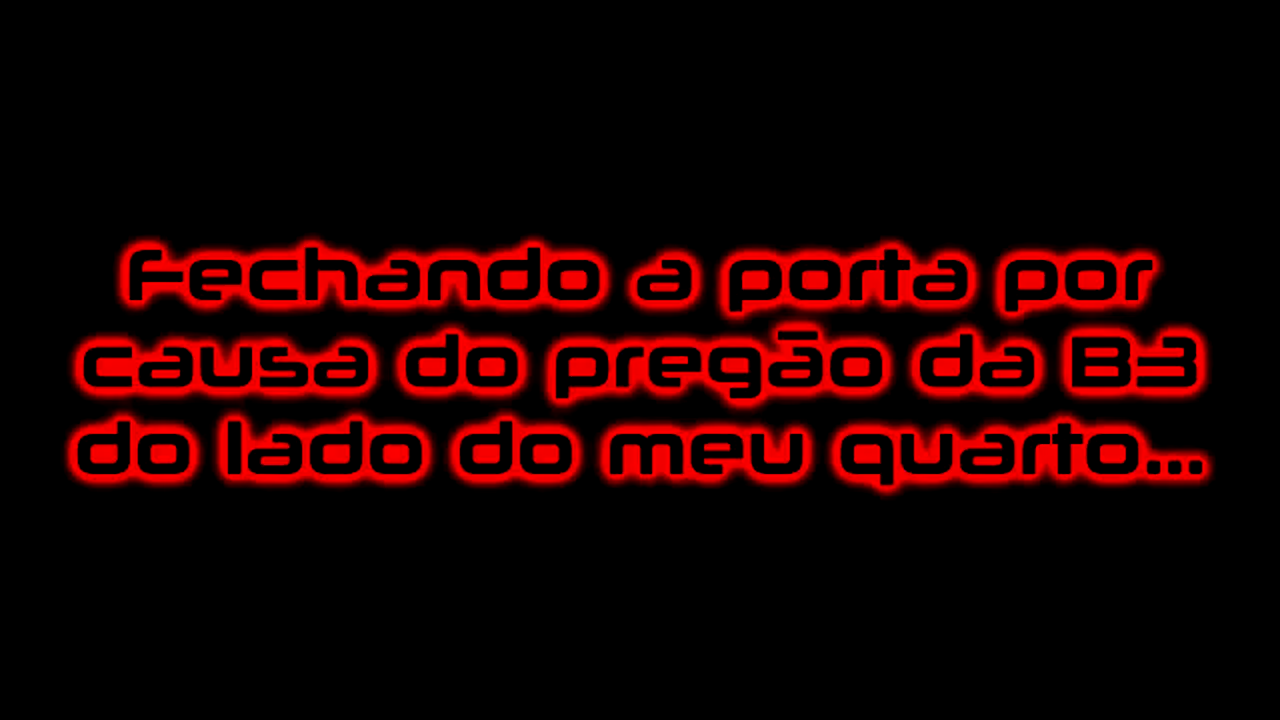 Fechando a porta por
causa do pregão da B3
do lado do meu quarto...